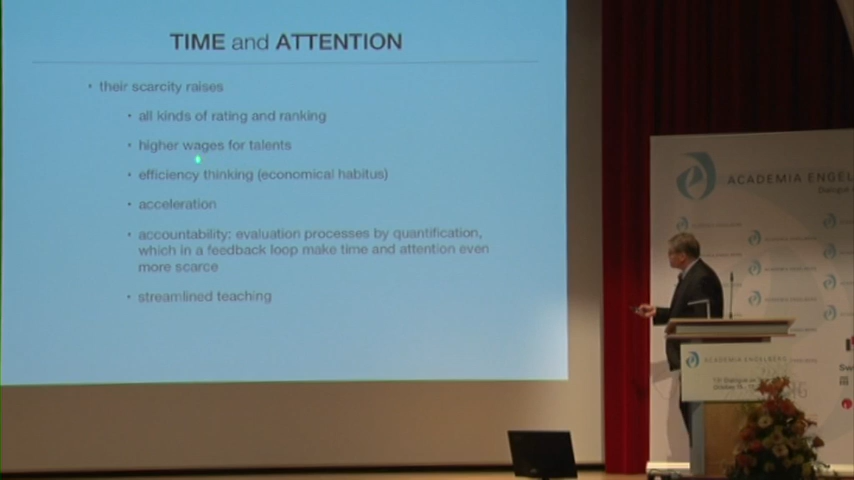 TIME and ATTENTION
• their scarcity raises
• all kinds of rating and ranking
• higher wages for talents
• efficiency thinking (economical habitus)
• acceleration
• accountability: evaluation processes by quantification,
which in a feedback loop make time and attention even
more scarce
• streamlined teaching
ACADEMIA ENGEL
Dialogue
ACADEMIA ENGELBERG